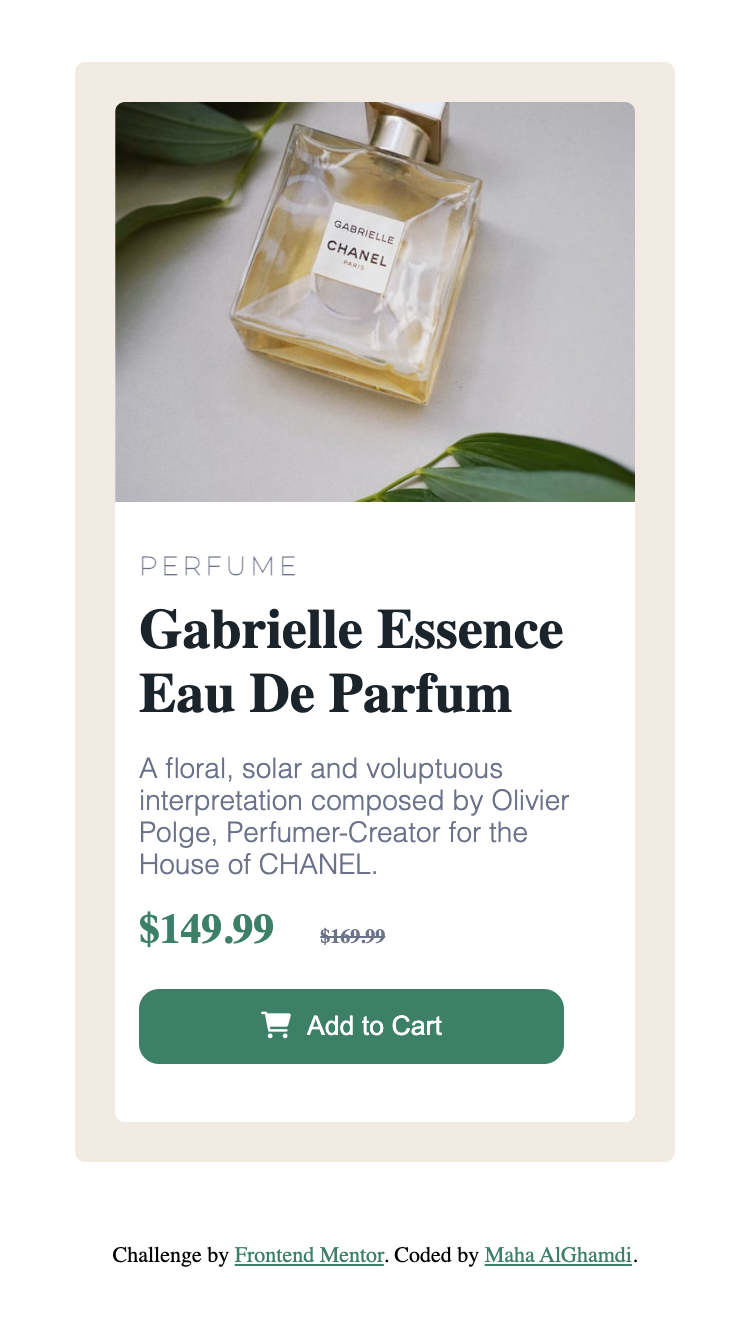 GABRIELLE
CHANEL
PARIS
PERFUME
Gabrielle Essence
Eau De Parfum
A floral, solar and voluptuous
interpretation composed by Olivier
Polge, Perfumer-Creator for the
House of CHANEL.
$149.99 $169.99
Add to Cart
Challenge by Frontend Mentor. Coded by Maha AlGhamdi.